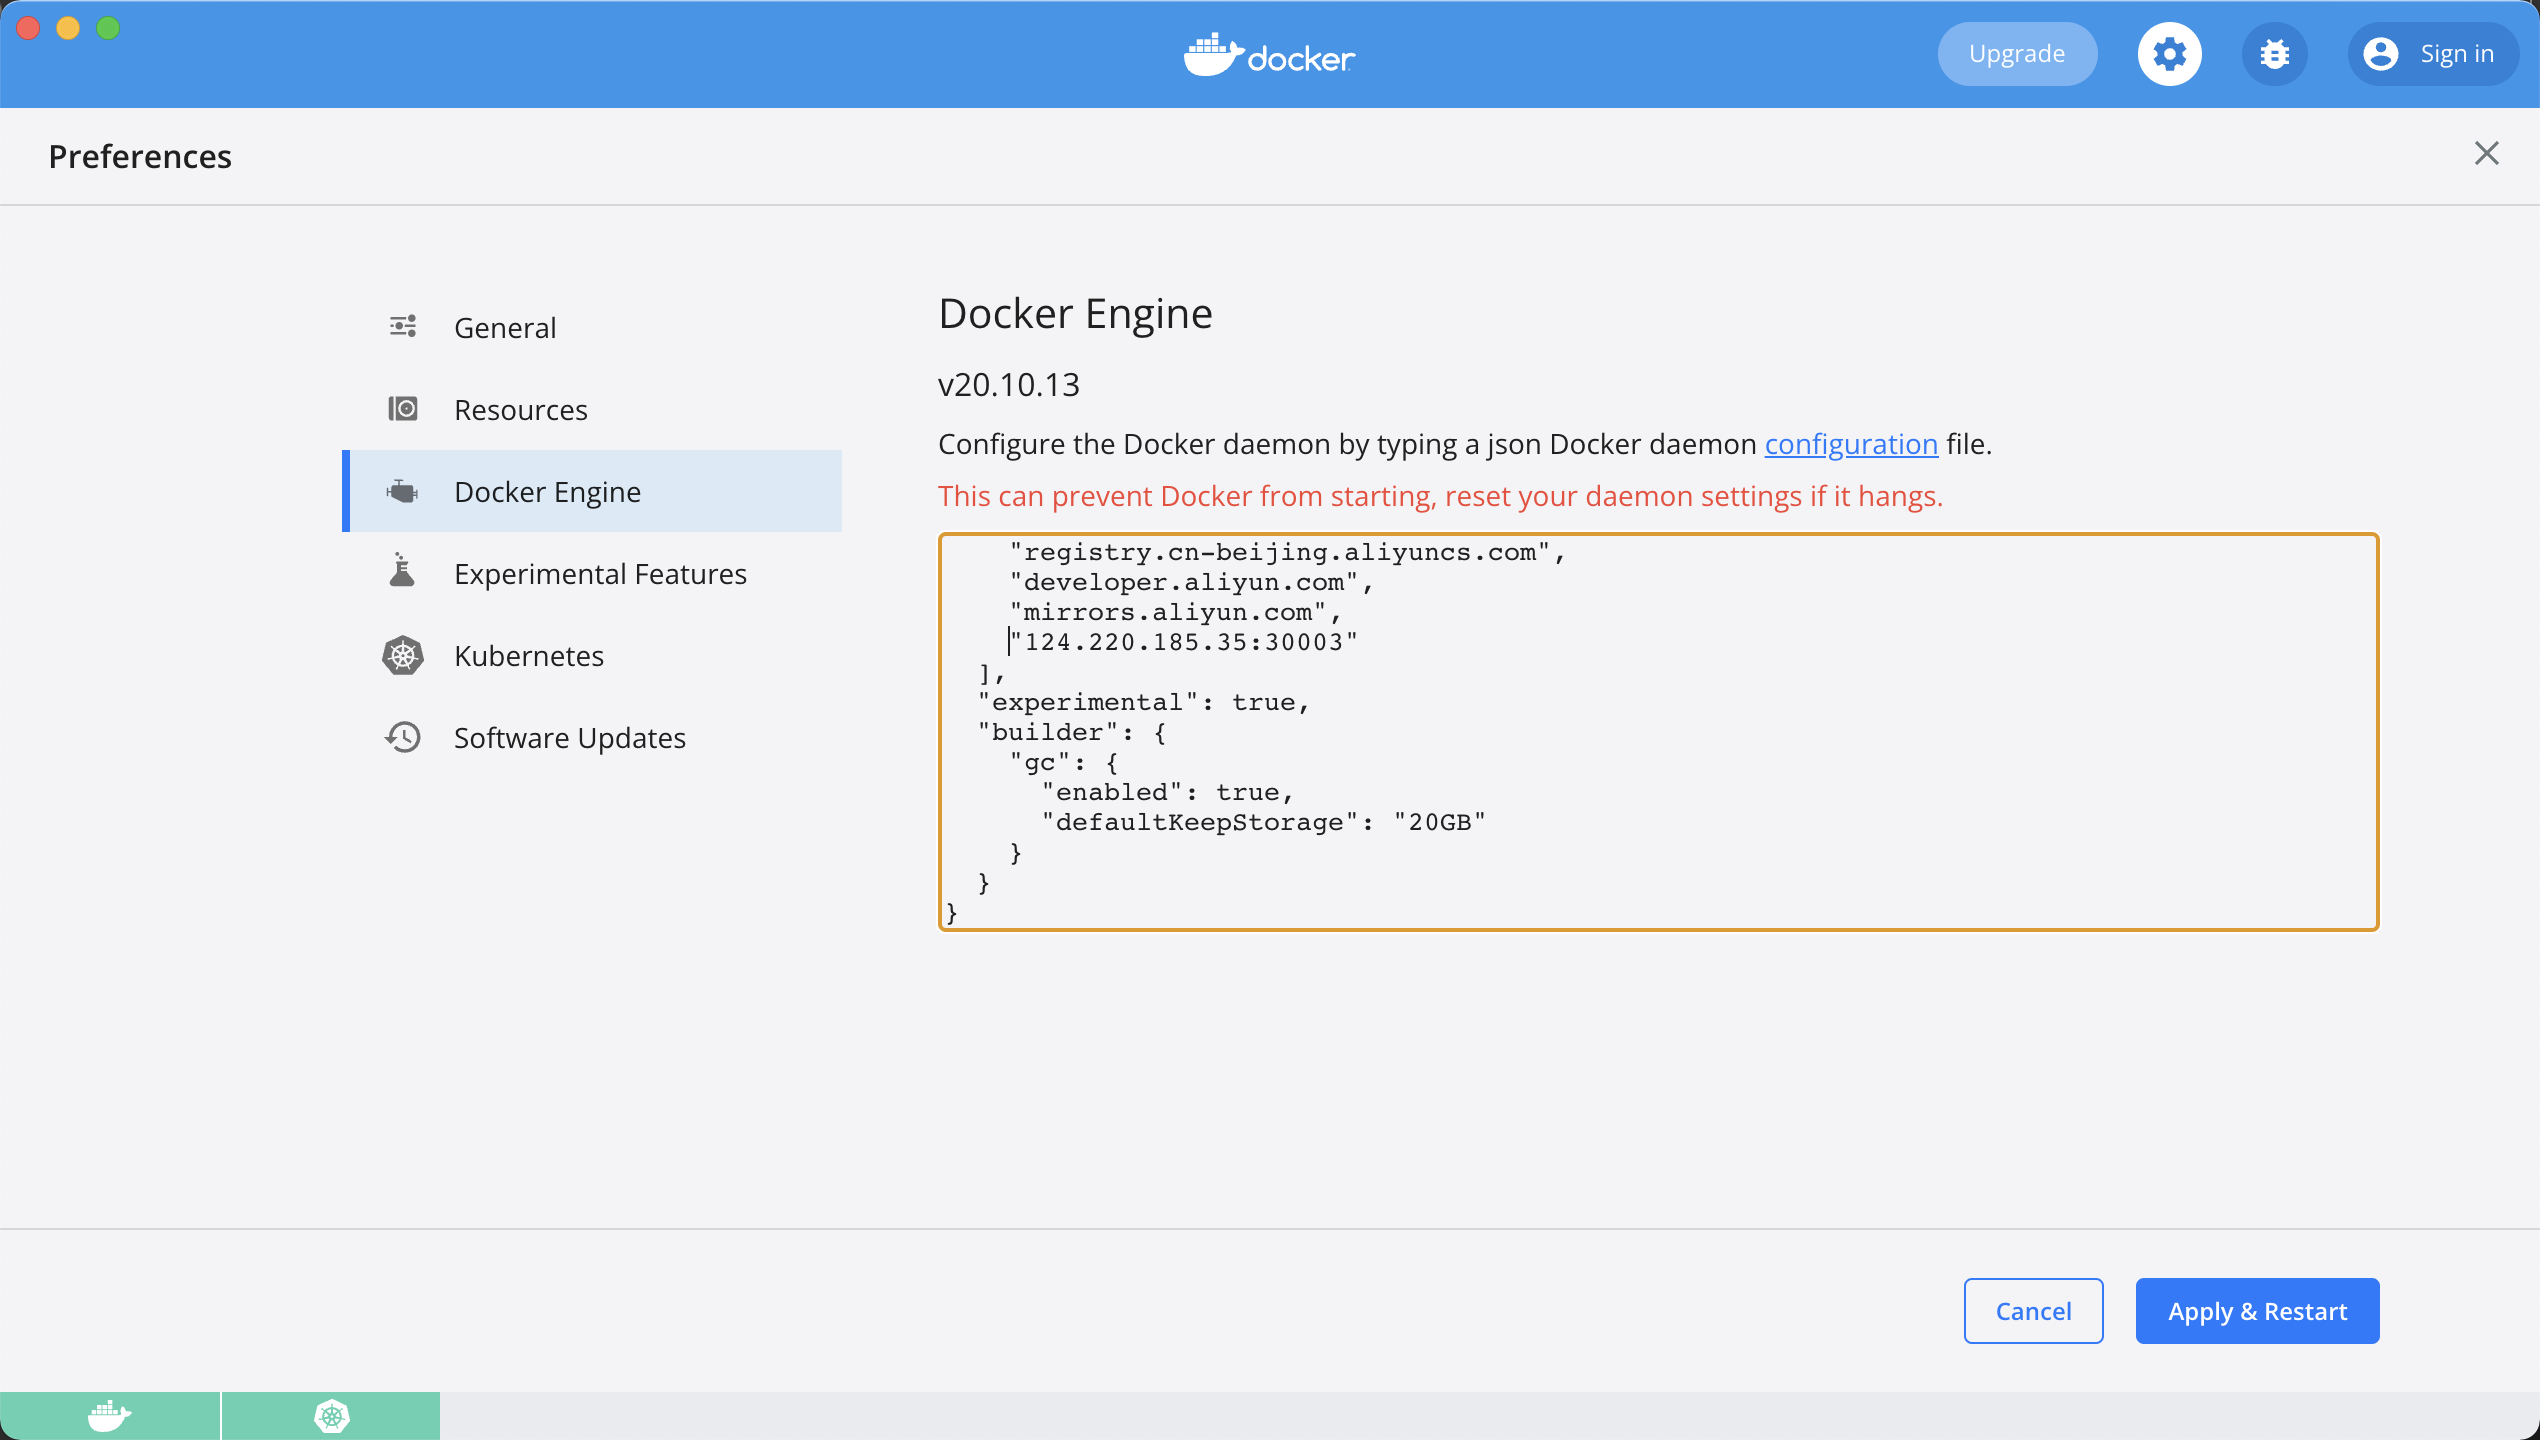 docker
Upgrade
Sign in
Preferences
General
Resources
Docker Engine
Experimental Features
Kubernetes
Software Updates
Docker Engine
v20.10.13
Configure the Docker daemon by typing a json Docker daemon configuration file.
This can prevent Docker from starting, reset your daemon settings if it hangs.
"registry.cn-beijing.aliyuncs.com",
"developer.aliyun.com",
"mirrors.aliyun.com",
"124.220.185.35:30003"
],
"experimental": true,
"builder": {
"gc": {
"enabled": true,
"defaultKeepStorage": "20GB"
}
}
}
Cancel
Apply & Restart